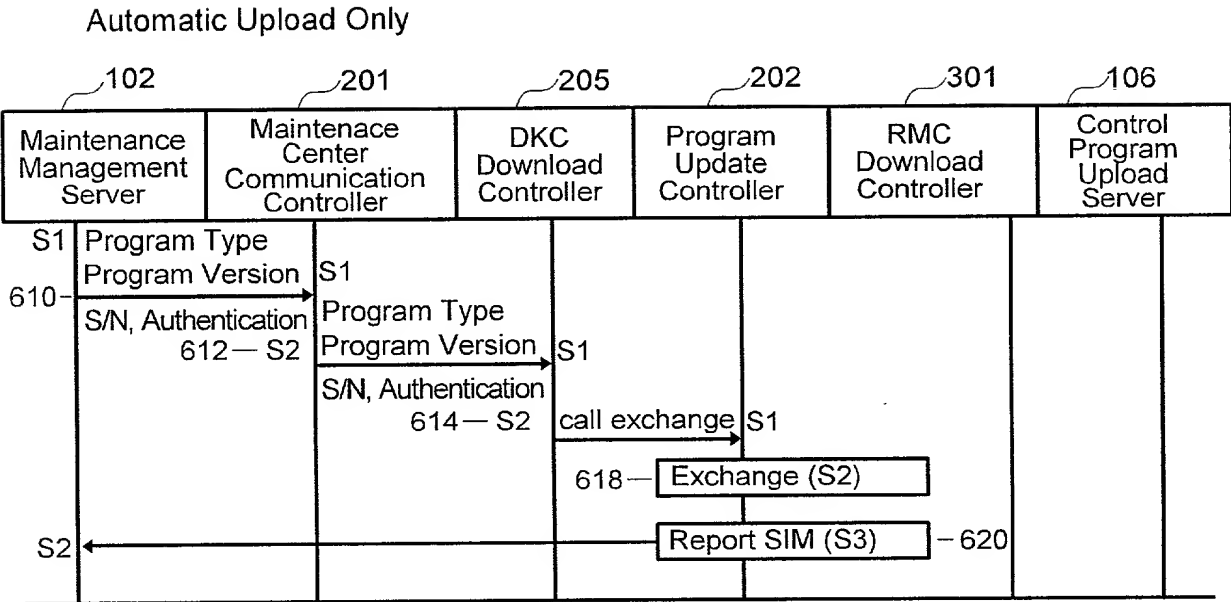 Automatic Upload Only
102
201
205
202
301
106
Maintenance
Management
Server
Maintenace
Center
Communication
Controller
DKC
Download
Controller
Program
Update
Controller
RMC
Download
Controller
Control
Program
Upload
Server
S1
Program Type
Program Version
S1
610
S/N, Authentication
Program Type
612 — S2
Program Version
S1
S/N, Authentication
614 — S2
call exchange
S1
618
Exchange (S2)
S2
Report SIM (S3)
620